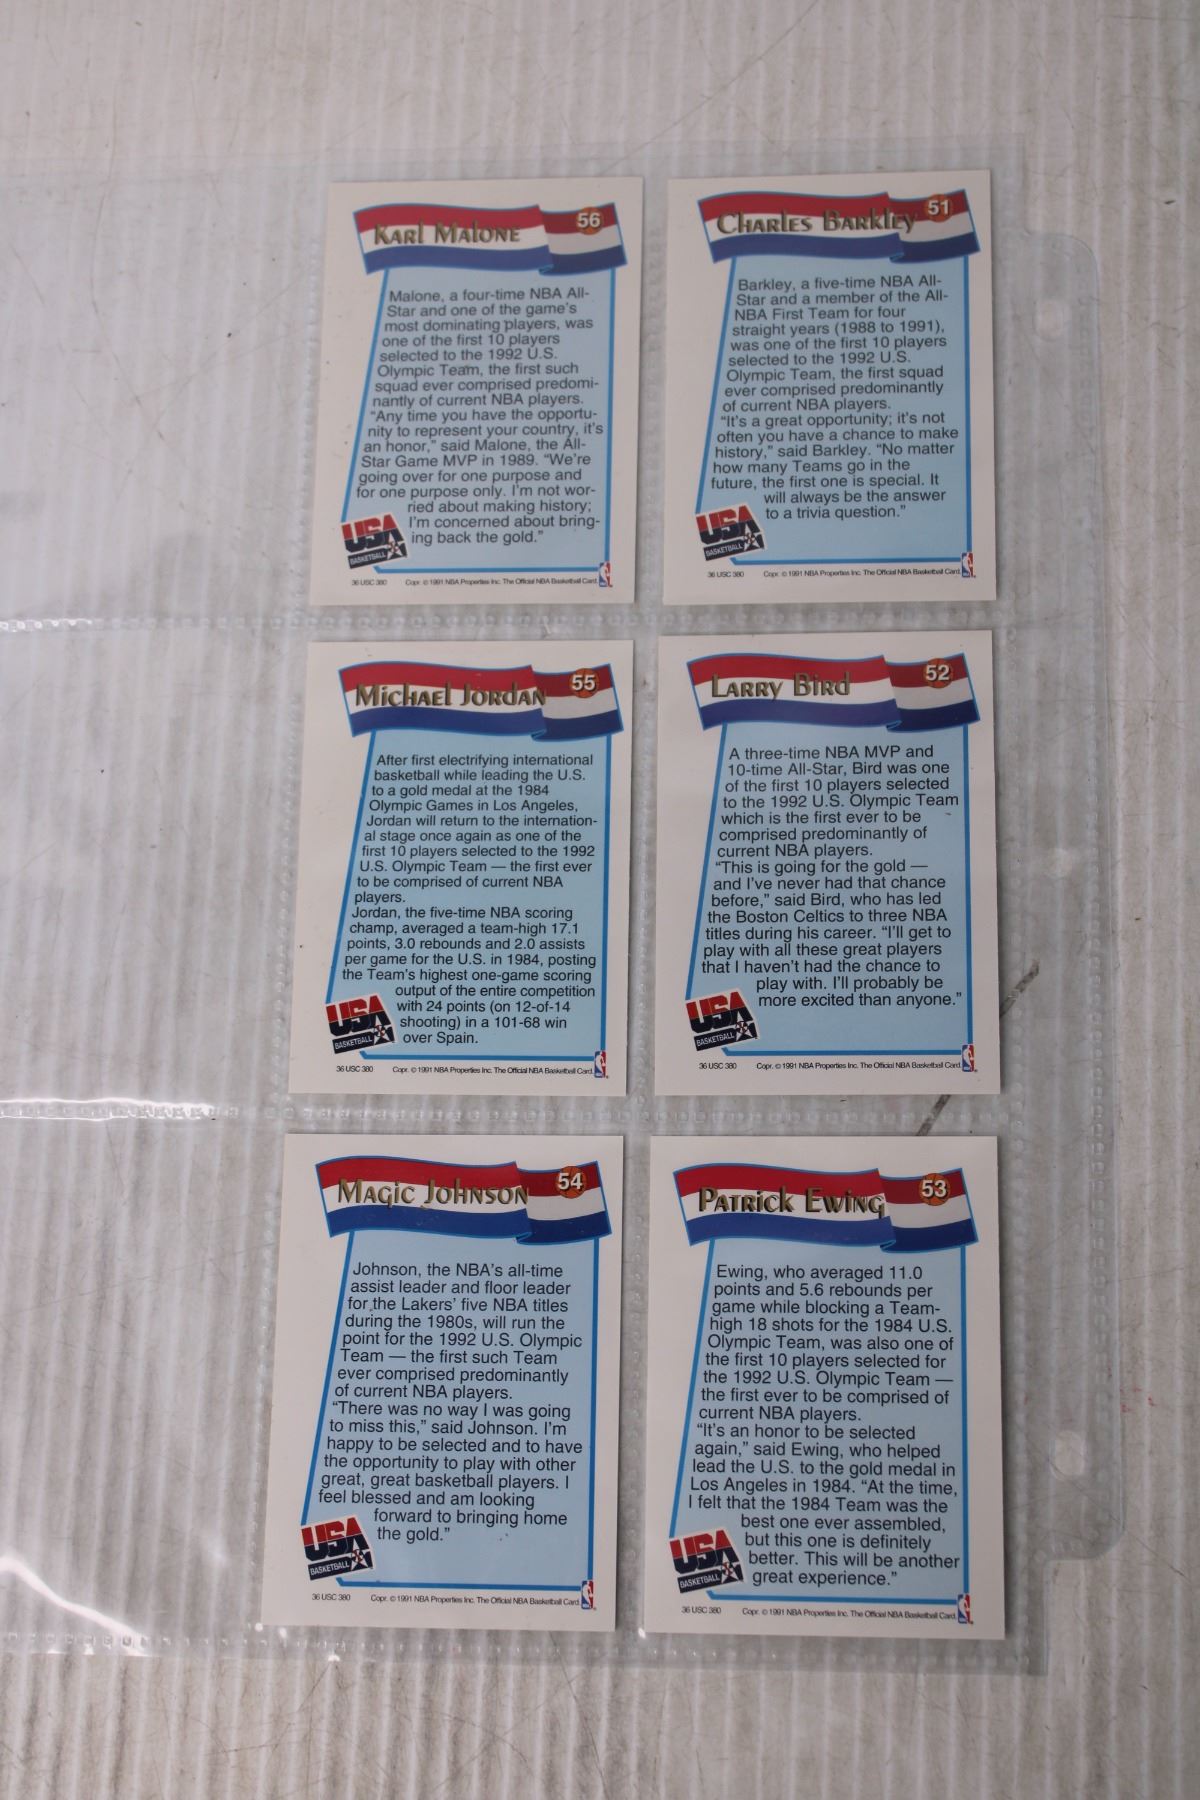 Karl Malone
56
Malone, a four-time NBA All-
Star and one of the game's
most dominating players, was
one of the first 10 players
selected to the 1992 U.S.
Olympic Team, the first such
squad ever comprised predomi-
nantly of current NBA players.
"Any time you have the opportu-
nity to represent your country, it's
an honor," said Malone, the All-
Star Game MVP in 1989. "We're
going over for one purpose and
for one purpose only. I'm not wor-
ried about making history;
I'm concerned about bring-
ing back the gold."
USA
BASKETBALL
36 USC 380
Copr. © 1991 NBA Properties Inc. The Official NBA Basketball Card.
Charles Barkley
51
Barkley, a five-time NBA All-
Star and a member of the All-
NBA First Team for four
straight years (1988 to 1991),
was one of the first 10 players
selected to the 1992 U.S.
Olympic Team, the first squad
ever comprised predominantly
of current NBA players.
"It's a great opportunity; it's not
often you have a chance to make
history," said Barkley. "No matter
how many Teams go in the
future, the first one is special. It
will always be the answer
to a trivia question."
USA
BASKETBALL
36 USC 380
Copr. © 1991 NBA Properties Inc. The Official NBA Basketball Card.
Michael Jordan
55
After first electrifying international
basketball while leading the U.S.
to a gold medal at the 1984
Olympic Games in Los Angeles,
Jordan will return to the internation-
al stage once again as one of the
first 10 players selected to the 1992
U.S. Olympic Team — the first ever
to be comprised of current NBA
players.
Jordan, the five-time NBA scoring
champ, averaged a team-high 17.1
points, 3.0 rebounds and 2.0 assists
per game for the U.S. in 1984, posting
the Team's highest one-game scoring
output of the entire competition
with 24 points (on 12-of-14
shooting) in a 101-68 win
over Spain.
USA
BASKETBALL
36 USC 380
Copr. © 1991 NBA Properties Inc. The Official NBA Basketball Card.
Larry Bird
52
A three-time NBA MVP and
10-time All-Star, Bird was one
of the first 10 players selected
to the 1992 U.S. Olympic Team
which is the first ever to be
comprised predominantly of
current NBA players.
"This is going for the gold —
and I've never had that chance
before," said Bird, who has led
the Boston Celtics to three NBA
titles during his career. "I'll get to
play with all these great players
that I haven't had the chance to
play with. I'll probably be
more excited than anyone."
USA
BASKETBALL
36 USC 380
Copr. © 1991 NBA Properties Inc. The Official NBA Basketball Card.
Magic Johnson
54
Johnson, the NBA's all-time
assist leader and floor leader
for the Lakers' five NBA titles
during the 1980s, will run the
point for the 1992 U.S. Olympic
Team — the first such Team
ever comprised predominantly
of current NBA players.
"There was no way I was going
to miss this," said Johnson. I'm
happy to be selected and to have
the opportunity to play with other
great, great basketball players. I
feel blessed and am looking
forward to bringing home
the gold."
USA
BASKETBALL
36 USC 380
Copr. © 1991 NBA Properties Inc. The Official NBA Basketball Card.
Patrick Ewing
53
Ewing, who averaged 11.0
points and 5.6 rebounds per
game while blocking a Team-
high 18 shots for the 1984 U.S.
Olympic Team, was also one of
the first 10 players selected for
the 1992 U.S. Olympic Team —
the first ever to be comprised of
current NBA players.
"It's an honor to be selected
again," said Ewing, who helped
lead the U.S. to the gold medal in
Los Angeles in 1984. "At the time,
I felt that the 1984 Team was the
best one ever assembled,
but this one is definitely
better. This will be another
great experience."
USA
BASKETBALL
36 USC 380
Copr. © 1991 NBA Properties Inc. The Official NBA Basketball Card.